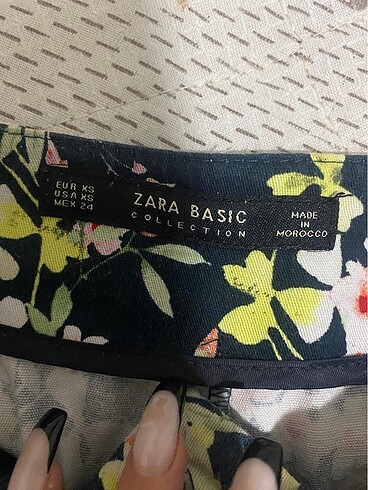 EUR XS
USA XS
MEX 24
ZARA BASIC
COLLECTION
MADE
IN
MOROCCO